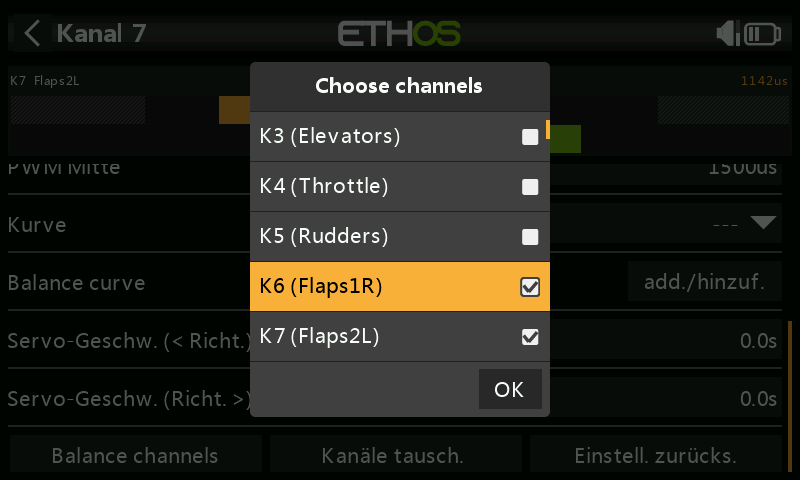 Kanal 7
ETHOS
K7 Flaps2L
1142us
Choose channels
K3 (Elevators)
K4 (Throttle)
K5 (Rudders)
K6 (Flaps1R)
K7 (Flaps2L)
OK
PWM Mitte
1500us
Kurve
---
Balance curve
add./hinzuf.
Servo-Geschw. (< Richt.)
0.0s
Servo-Geschw. (Richt. >)
0.0s
Balance channels
Kanäle tausch.
Einstell. zurücks.